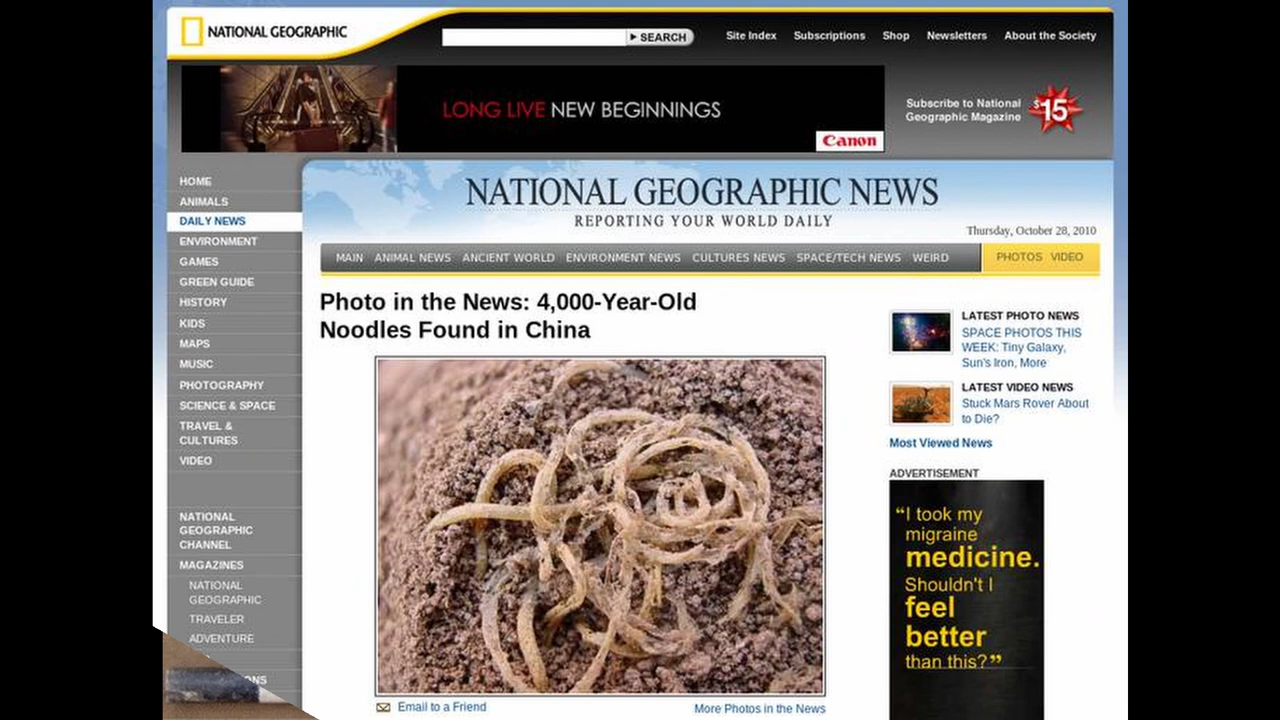 NATIONAL GEOGRAPHIC
SEARCH
Site Index Subscriptions Shop Newsletters About the Society
LONG LIVE NEW BEGINNINGS
Canon
Subscribe to National
Geographic Magazine
$15
HOME
ANIMALS
DAILY NEWS
ENVIRONMENT
GAMES
GREEN GUIDE
HISTORY
KIDS
MAPS
MUSIC
PHOTOGRAPHY
SCIENCE & SPACE
TRAVEL &
CULTURES
VIDEO
NATIONAL
GEOGRAPHIC
CHANNEL
MAGAZINES
NATIONAL
GEOGRAPHIC
TRAVELER
ADVENTURE
NATIONAL GEOGRAPHIC NEWS
REPORTING YOUR WORLD DAILY
Thursday, October 28, 2010
MAIN ANIMAL NEWS ANCIENT WORLD ENVIRONMENT NEWS CULTURES NEWS SPACE/TECH NEWS WEIRD PHOTOS VIDEO
Photo in the News: 4,000-Year-Old
Noodles Found in China
Email to a Friend
More Photos in the News
LATEST PHOTO NEWS
SPACE PHOTOS THIS
WEEK: Tiny Galaxy,
Sun's Iron, More
LATEST VIDEO NEWS
Stuck Mars Rover About
to Die?
Most Viewed News
ADVERTISEMENT
“I took my
migraine
medicine.
Shouldn't I
feel
better
than this?”